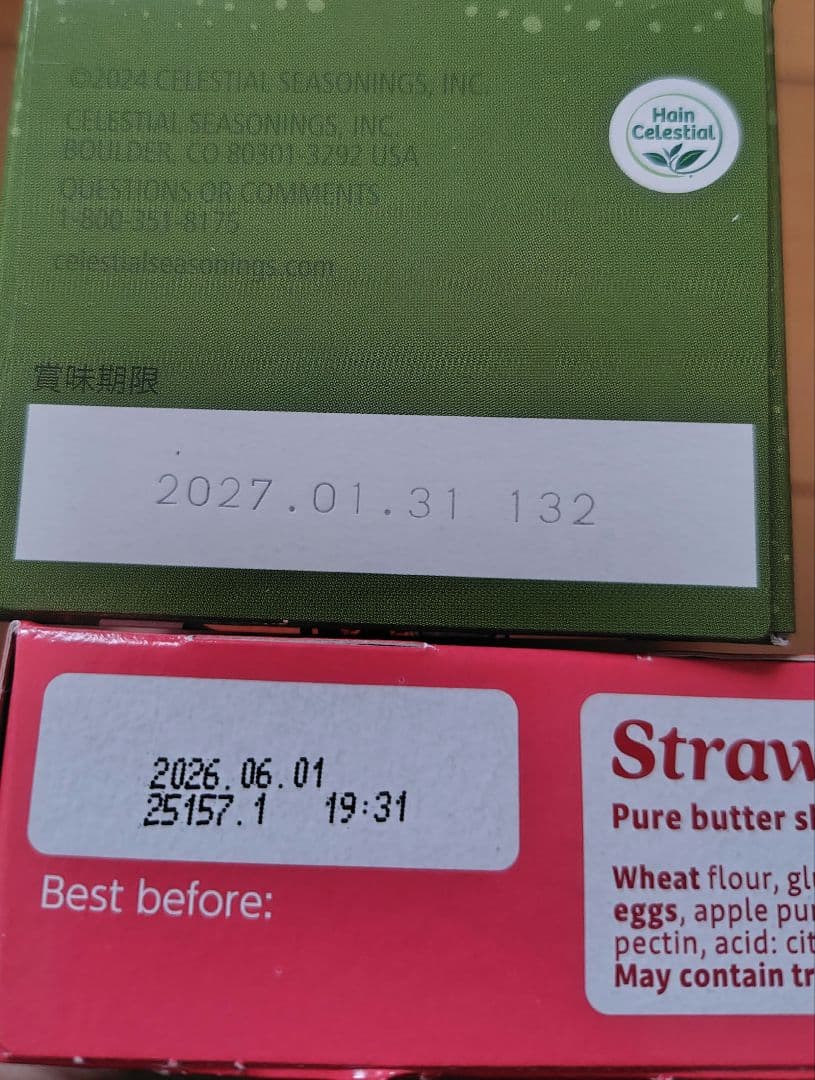 ©2024 CELESTIAL SEASONINGS, INC.
CELESTIAL SEASONINGS, INC.
BOULDER, CO 80301-3292 USA
QUESTIONS OR COMMENTS
1-800-351-8175
celestialseasonings.com
Hain
Celestial
賞味期限
2027.01.31 132
2026.06.01
25157.1 19:31
Best before:
Straw
Pure butter sh
Wheat flour, glu
eggs, apple pur
pectin, acid: cit
May contain tr